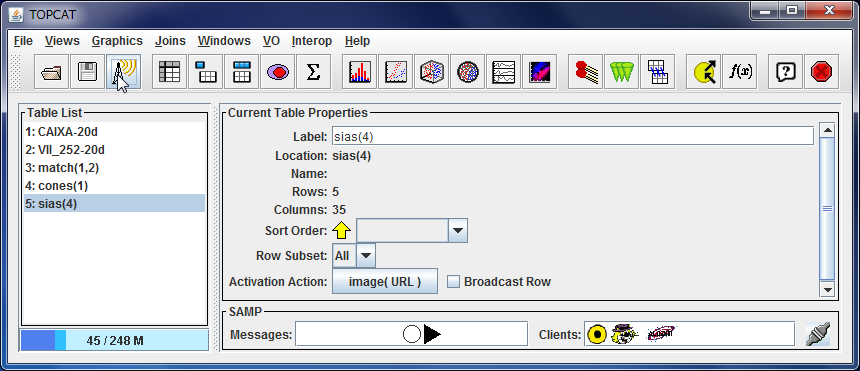 TOPCAT
File Views Graphics Joins Windows VO Interop Help
Σ f(x) ?
Table List
1: CAIXA-20d
2: VII_252-20d
3: match(1,2)
4: cones(1)
5: sias(4)
45 / 248 M
Current Table Properties
Label: sias(4)
Location: sias(4)
Name:
Rows: 5
Columns: 35
Sort Order:
Row Subset: All
Activation Action: image( URL ) Broadcast Row
SAMP
Messages: Clients: